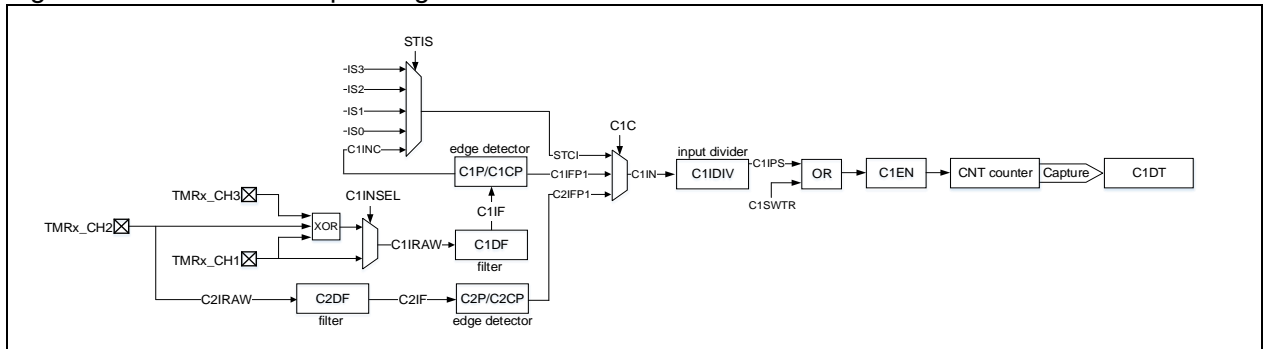 STIS
IS3
IS2
IS1
IS0
C1INC
edge detector
C1P/C1CP
STCI
C1IFP1
C2IFP1
C1C
C1IN
input divider
C1IDIV
C1IPS
C1SWTR
OR
C1EN
CNT counter
Capture
C1DT
TMRx_CH3
TMRx_CH2
TMRx_CH1
XOR
C1INSEL
C1IRAW
C1IF
C1DF
filter
C2IRAW
C2DF
filter
C2IF
C2P/C2CP
edge detector